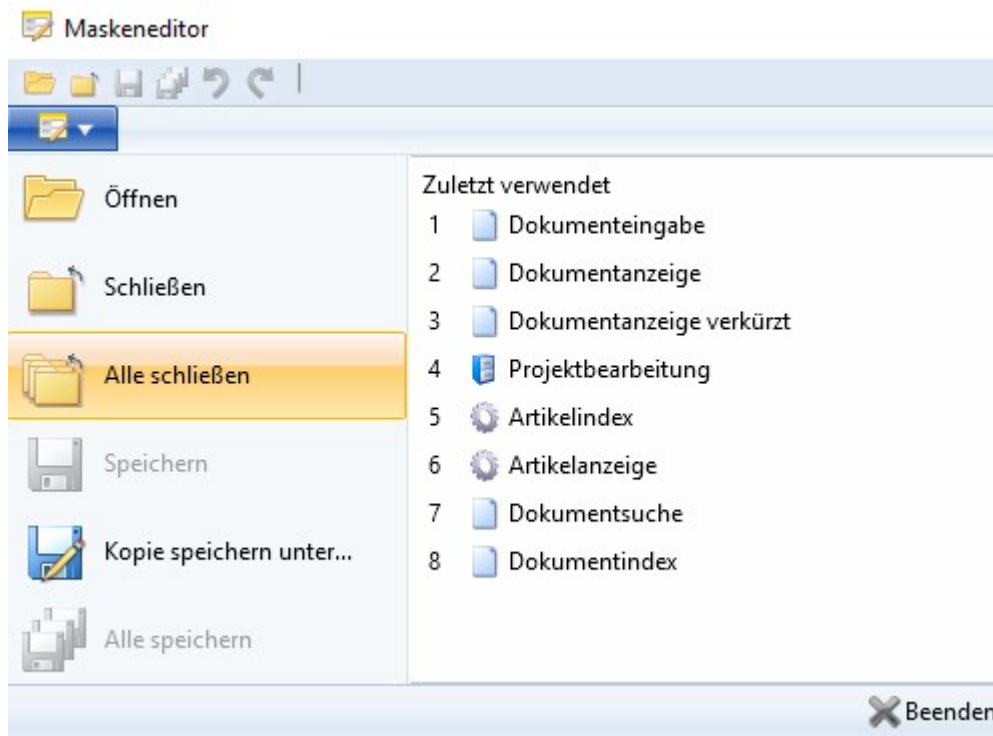 Maskeneditor
Öffnen
Schließen
Alle schließen
Speichern
Kopie speichern unter...
Alle speichern
Zuletzt verwendet
1 Dokumenteingabe
2 Dokumentanzeige
3 Dokumentanzeige verkürzt
4 Projektbearbeitung
5 Artikelindex
6 Artikelanzeige
7 Dokumentsuche
8 Dokumentindex
Beenden